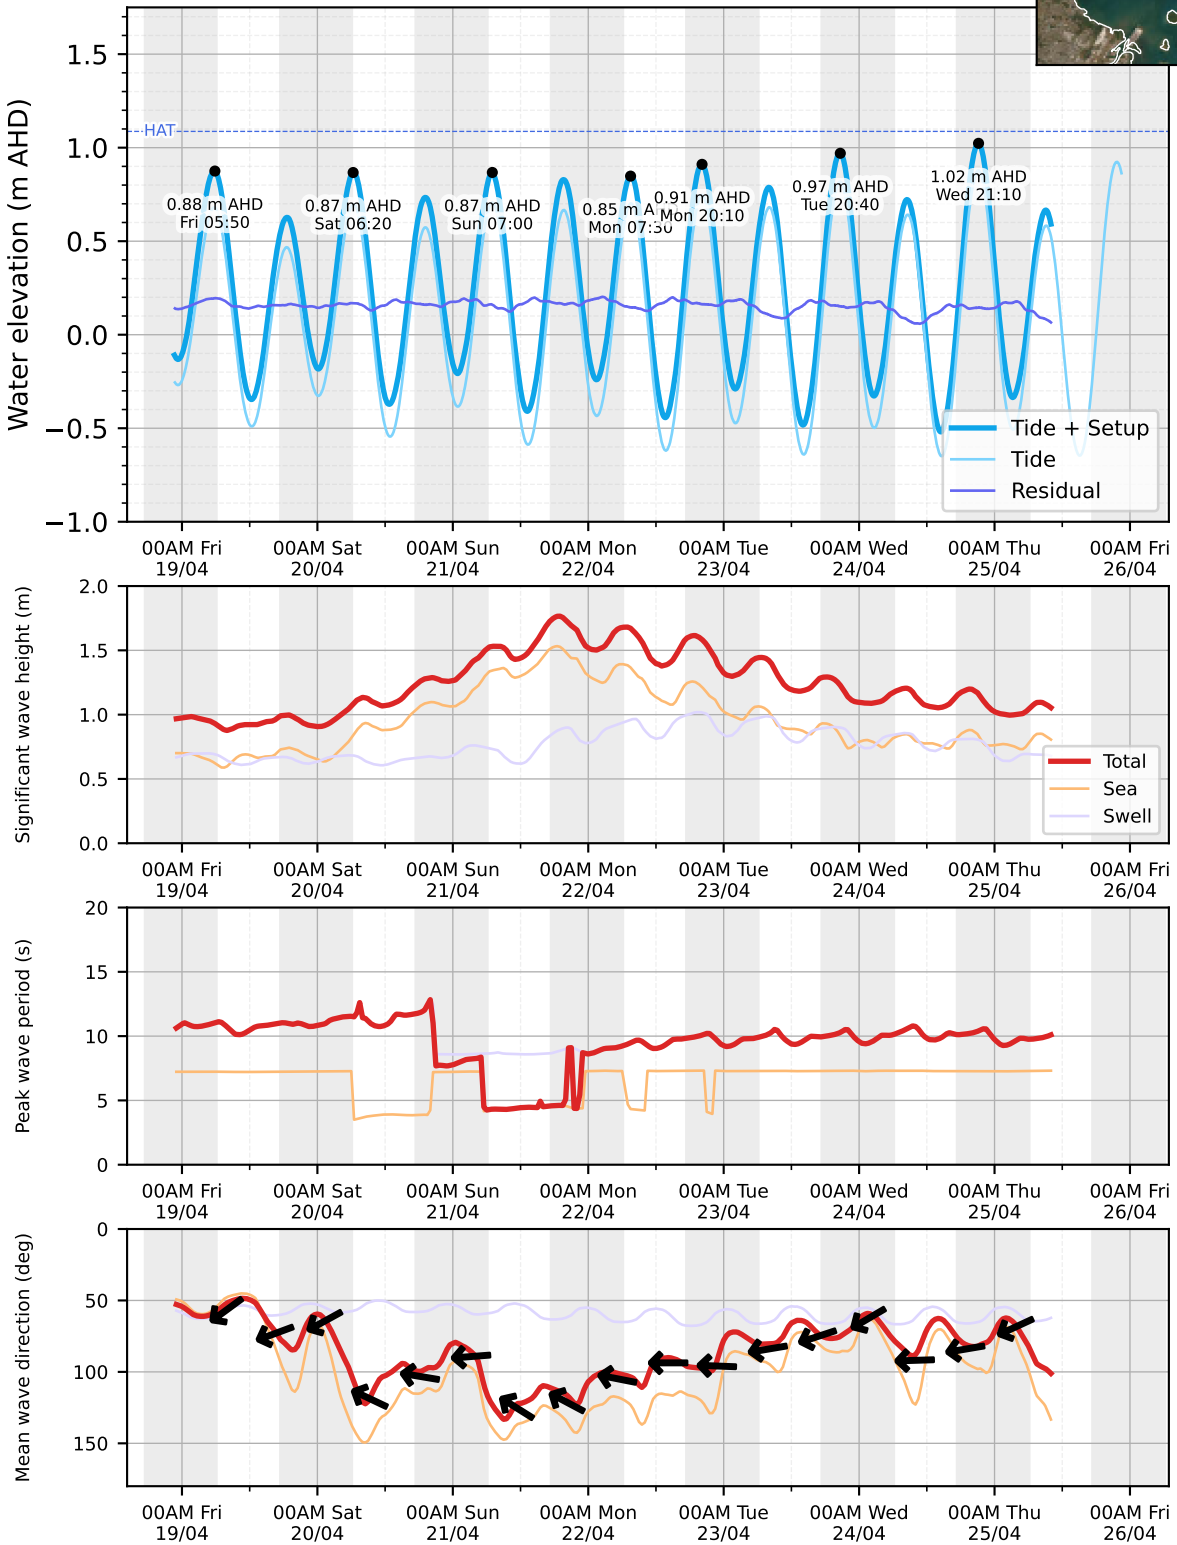 Water elevation (m AHD)
1.5
1.0
0.5
0.0
−0.5
−1.0
HAT
0.88 m AHD
Fri 05:50
0.87 m AHD
Sat 06:20
0.87 m AHD
Sun 07:00
0.85 m A
Mon 07:30
0.91 m AHD
Mon 20:10
0.97 m AHD
Tue 20:40
1.02 m AHD
Wed 21:10
Tide + Setup
Tide
Residual
00AM Fri 00AM Sat 00AM Sun 00AM Mon 00AM Tue 00AM Wed 00AM Thu 00AM Fri
19/04 20/04 21/04 22/04 23/04 24/04 25/04 26/04
Significant wave height (m)
2.0
1.5
1.0
0.5
0.0
Total
Sea
Swell
00AM Fri 00AM Sat 00AM Sun 00AM Mon 00AM Tue 00AM Wed 00AM Thu 00AM Fri
19/04 20/04 21/04 22/04 23/04 24/04 25/04 26/04
Peak wave period (s)
20
15
10
5
0
00AM Fri 00AM Sat 00AM Sun 00AM Mon 00AM Tue 00AM Wed 00AM Thu 00AM Fri
19/04 20/04 21/04 22/04 23/04 24/04 25/04 26/04
Mean wave direction (deg)
0
50
100
150
00AM Fri 00AM Sat 00AM Sun 00AM Mon 00AM Tue 00AM Wed 00AM Thu 00AM Fri
19/04 20/04 21/04 22/04 23/04 24/04 25/04 26/04